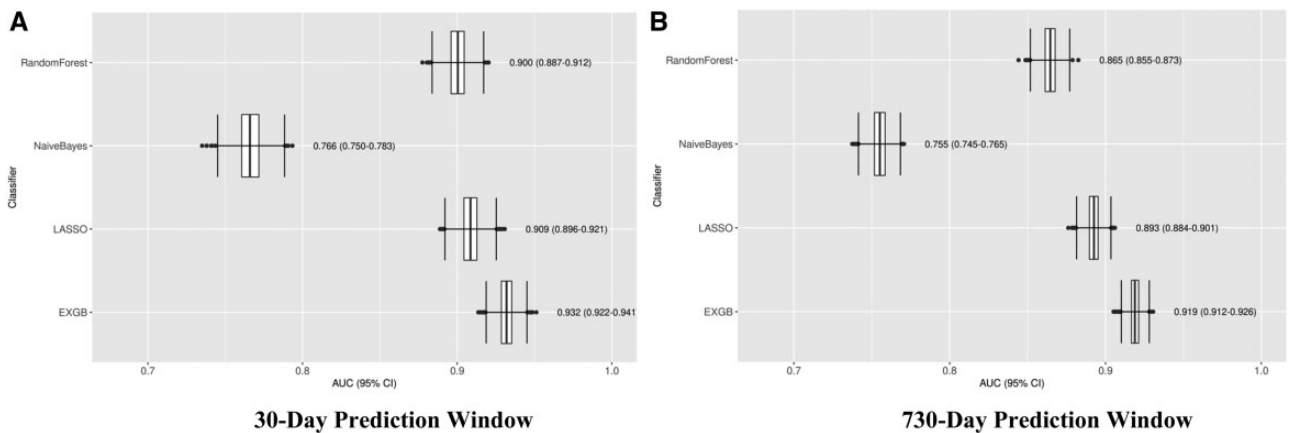 A
RandomForest
0.900 (0.887-0.912)
NaiveBayes
0.766 (0.750-0.783)
Classifier
LASSO
0.909 (0.896-0.921)
EXGB
0.932 (0.922-0.941
0.7 0.8 0.9 1.0
AUC (95% CI)
30-Day Prediction Window
B
RandomForest
0.865 (0.855-0.873)
NaiveBayes
0.755 (0.745-0.765)
Classifier
LASSO
0.893 (0.884-0.901)
EXGB
0.919 (0.912-0.926)
0.7 0.8 0.9 1.0
AUC (95% CI)
730-Day Prediction Window